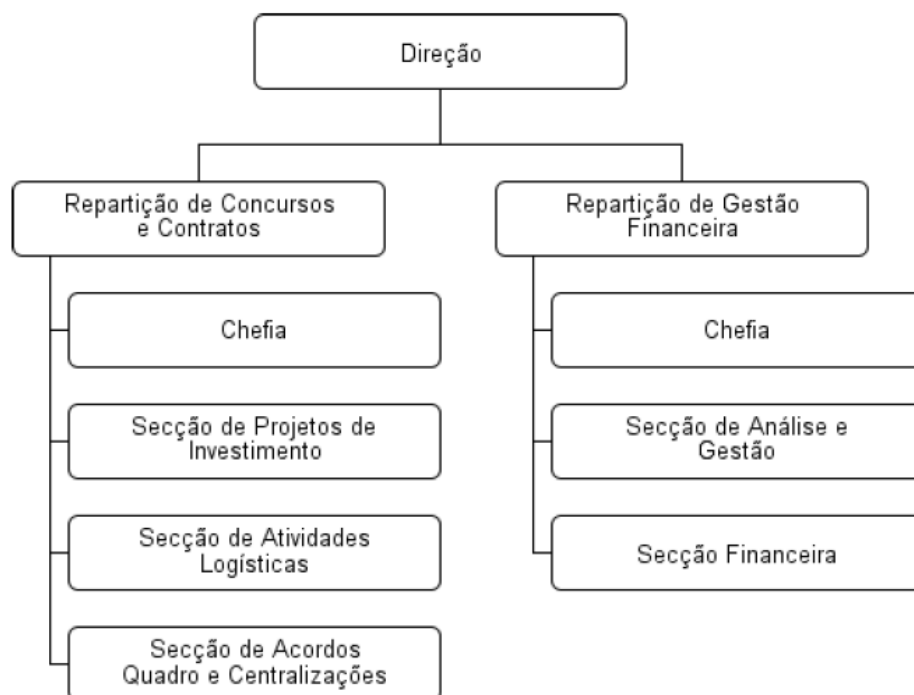 Direção
Repartição de Concursos
e Contratos
Repartição de Gestão
Financeira
Chefia
Chefia
Secção de Projetos de
Investimento
Secção de Análise e
Gestão
Secção de Atividades
Logísticas
Secção Financeira
Secção de Acordos
Quadro e Centralizações